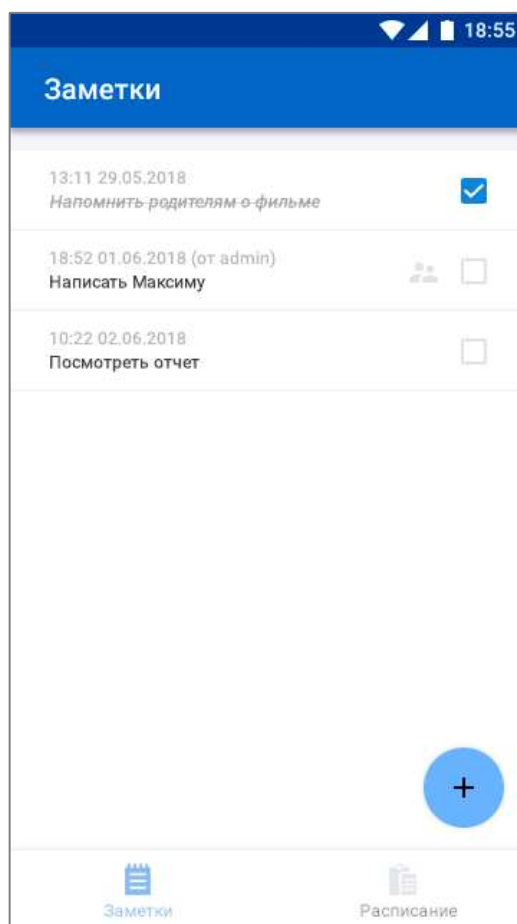 18:55
Заметки
13:11 29.05.2018
Напомнить родителям о фильме
18:52 01.06.2018 (от admin)
Написать Максиму
10:22 02.06.2018
Посмотреть отчет
+
Заметки
Расписание